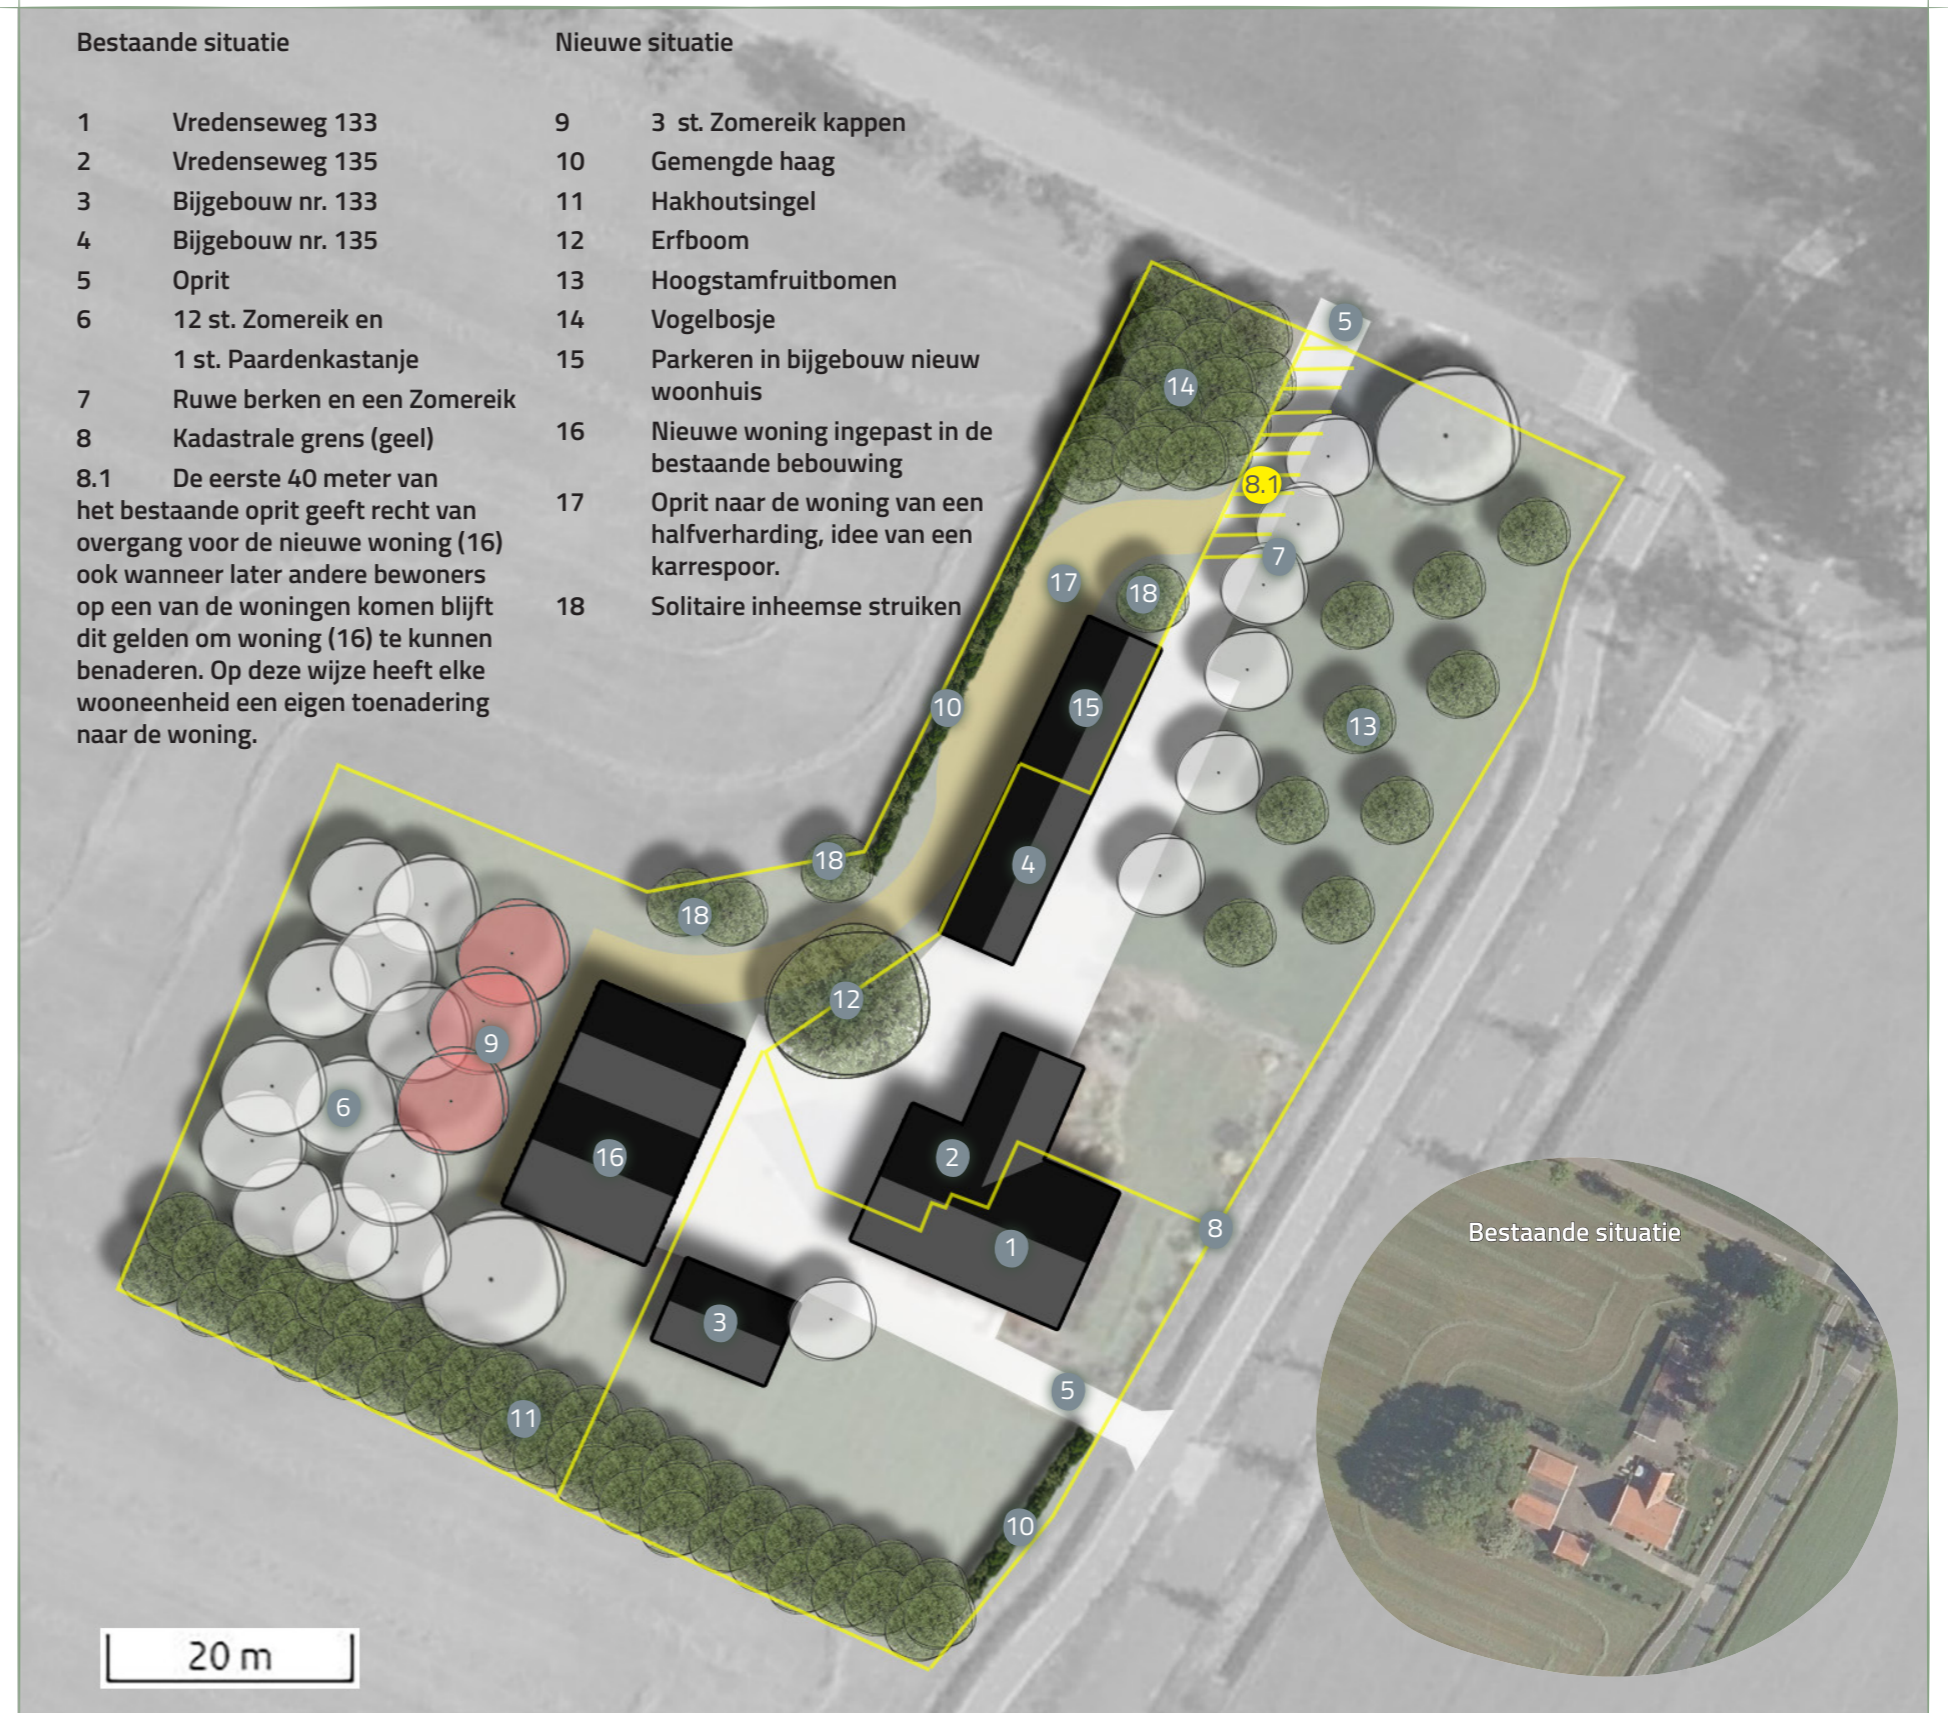 Bestaande situatie
1 Vredenseweg 133
2 Vredenseweg 135
3 Bijgebouw nr. 133
4 Bijgebouw nr. 135
5 Oprit
6 12 st. Zomereik en
1 st. Paardenkastanje
7 Ruwe berken en een Zomereik
8 Kadastrale grens (geel)
8.1 De eerste 40 meter van
het bestaande oprit geeft recht van
overgang voor de nieuwe woning (16)
ook wanneer later andere bewoners
op een van de woningen komen blijft
dit gelden om woning (16) te kunnen
benaderen. Op deze wijze heeft elke
wooneenheid een eigen toenadering
naar de woning.
Nieuwe situatie
9 3 st. Zomereik kappen
10 Gemengde haag
11 Hakhoutsingel
12 Erfboom
13 Hoogstamfruitbomen
14 Vogelbosje
15 Parkeren in bijgebouw nieuw
woonhuis
16 Nieuwe woning ingepast in de
bestaande bebouwing
17 Oprit naar de woning van een
halfverharding, idee van een
karrespoor.
18 Solitaire inheemse struiken
5
14
8.1
7
17
18
10
15
13
4
18
18
12
9
6
16
2
8
1
3
5
11
10
Bestaande situatie
20 m